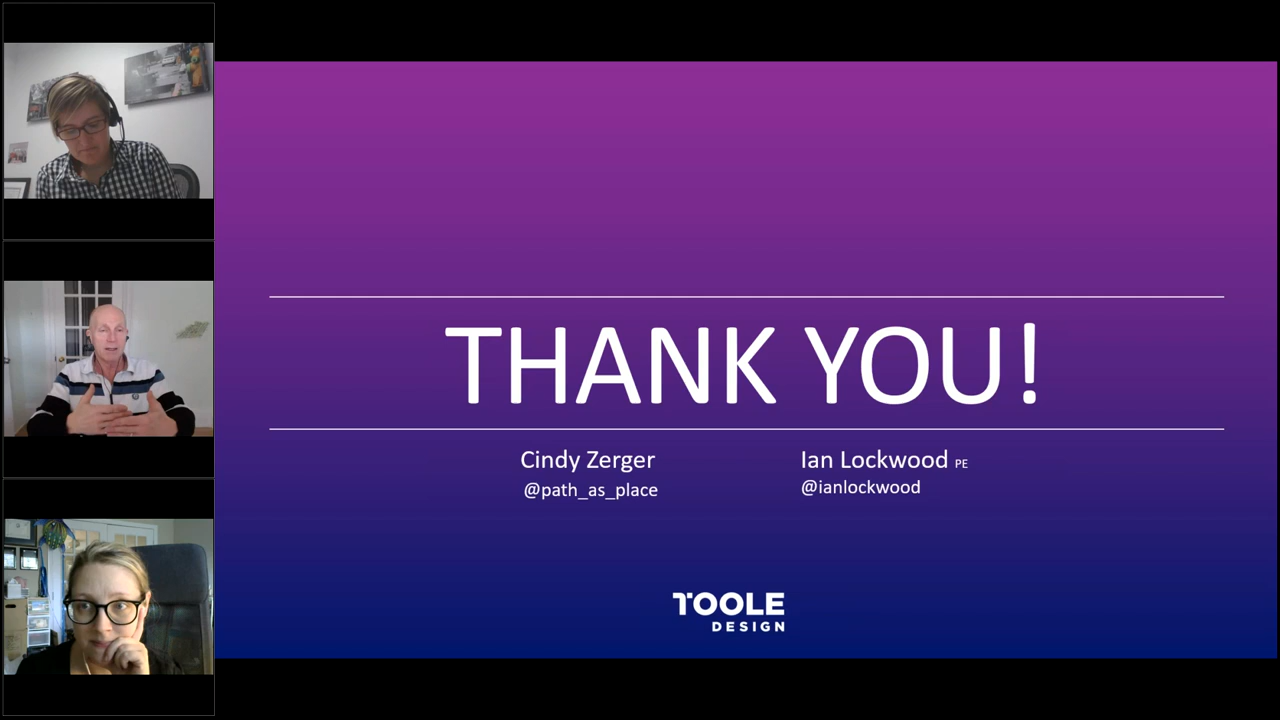 THANK YOU!
Cindy Zerger
@path_as_place
Ian Lockwood PE
@ianlockwood
TOOLE
DESIGN